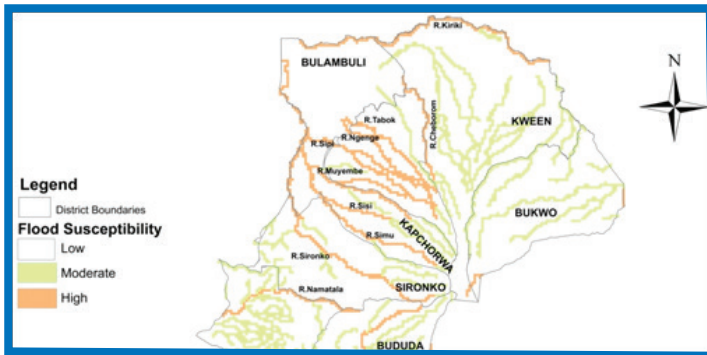 R.Kiriki
BULAMBULI
N
R.Tabok
R.Cheborom
KWEEN
R.Ngenge
R.Sipi
R.Muyembe
Legend
District Boundaries
Flood Susceptibility
Low
Moderate
High
R.Sisi
BUKWO
R.Simu
KAPCHORWA
R.Sironko
R.Namatala
SIRONKO
BUDUDA